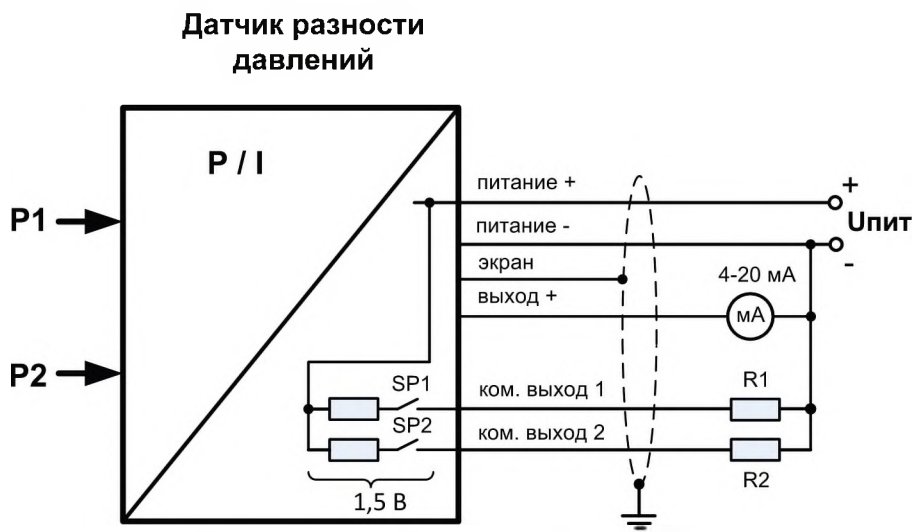 Датчик разности
давлений
P / I
питание +
+
P1
Uпит
питание -
-
экран
4-20 мА
выход +
мА
P2
SP1
ком. выход 1
R1
SP2
ком. выход 2
R2
1,5 В